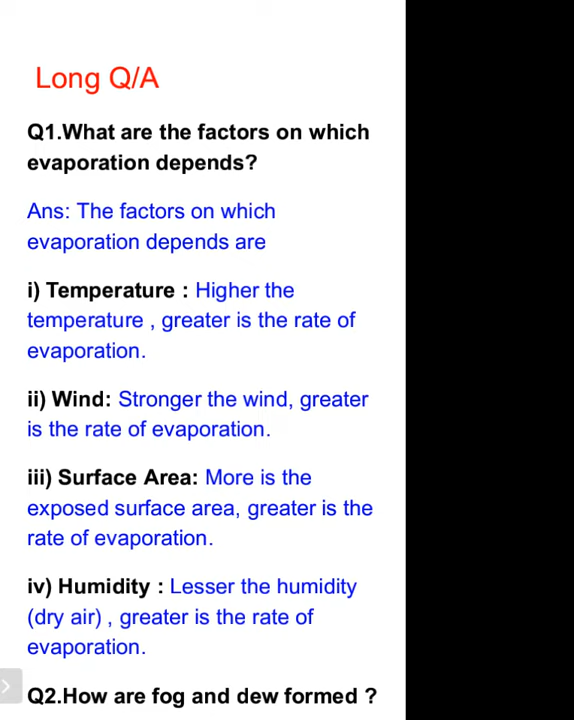 Long Q/A
Q1.What are the factors on which
evaporation depends?
Ans: The factors on which
evaporation depends are
i) Temperature : Higher the
temperature , greater is the rate of
evaporation.
ii) Wind: Stronger the wind, greater
is the rate of evaporation.
iii) Surface Area: More is the
exposed surface area, greater is the
rate of evaporation.
iv) Humidity : Lesser the humidity
(dry air) , greater is the rate of
evaporation.
Q2.How are fog and dew formed ?